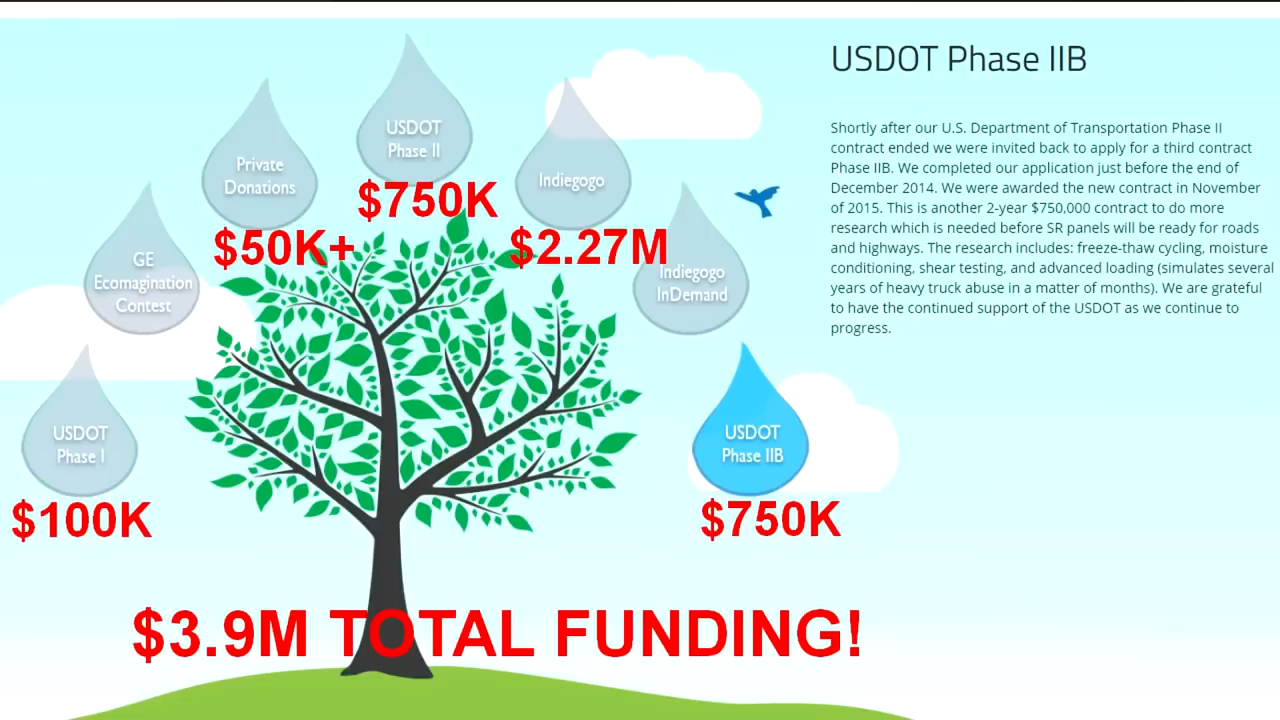 USDOT Phase IIB
Shortly after our U.S. Department of Transportation Phase II
contract ended we were invited back to apply for a third contract
Phase IIB. We completed our application just before the end of
December 2014. We were awarded the new contract in November
of 2015. This is another 2-year $750,000 contract to do more
research which is needed before SR panels will be ready for roads
and highways. The research includes: freeze-thaw cycling, moisture
conditioning, shear testing, and advanced loading (simulates several
years of heavy truck abuse in a matter of months). We are grateful
to have the continued support of the USDOT as we continue to
progress.
USDOT
Phase I
$100K
GE
Ecomagination
Contest
Private
Donations
$50K+
USDOT
Phase II
$750K
Indiegogo
$2.27M
Indiegogo
InDemand
USDOT
Phase IIB
$750K
$3.9M TOTAL FUNDING!